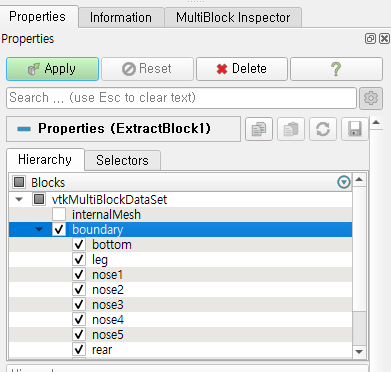 Properties
Information
MultiBlock Inspector
Properties
Apply
Reset
Delete
?
Search ... (use Esc to clear text)
Properties (ExtractBlock1)
Hierarchy
Selectors
Blocks
vtkMultiBlockDataSet
internalMesh
boundary
bottom
leg
nose1
nose2
nose3
nose4
nose5
rear